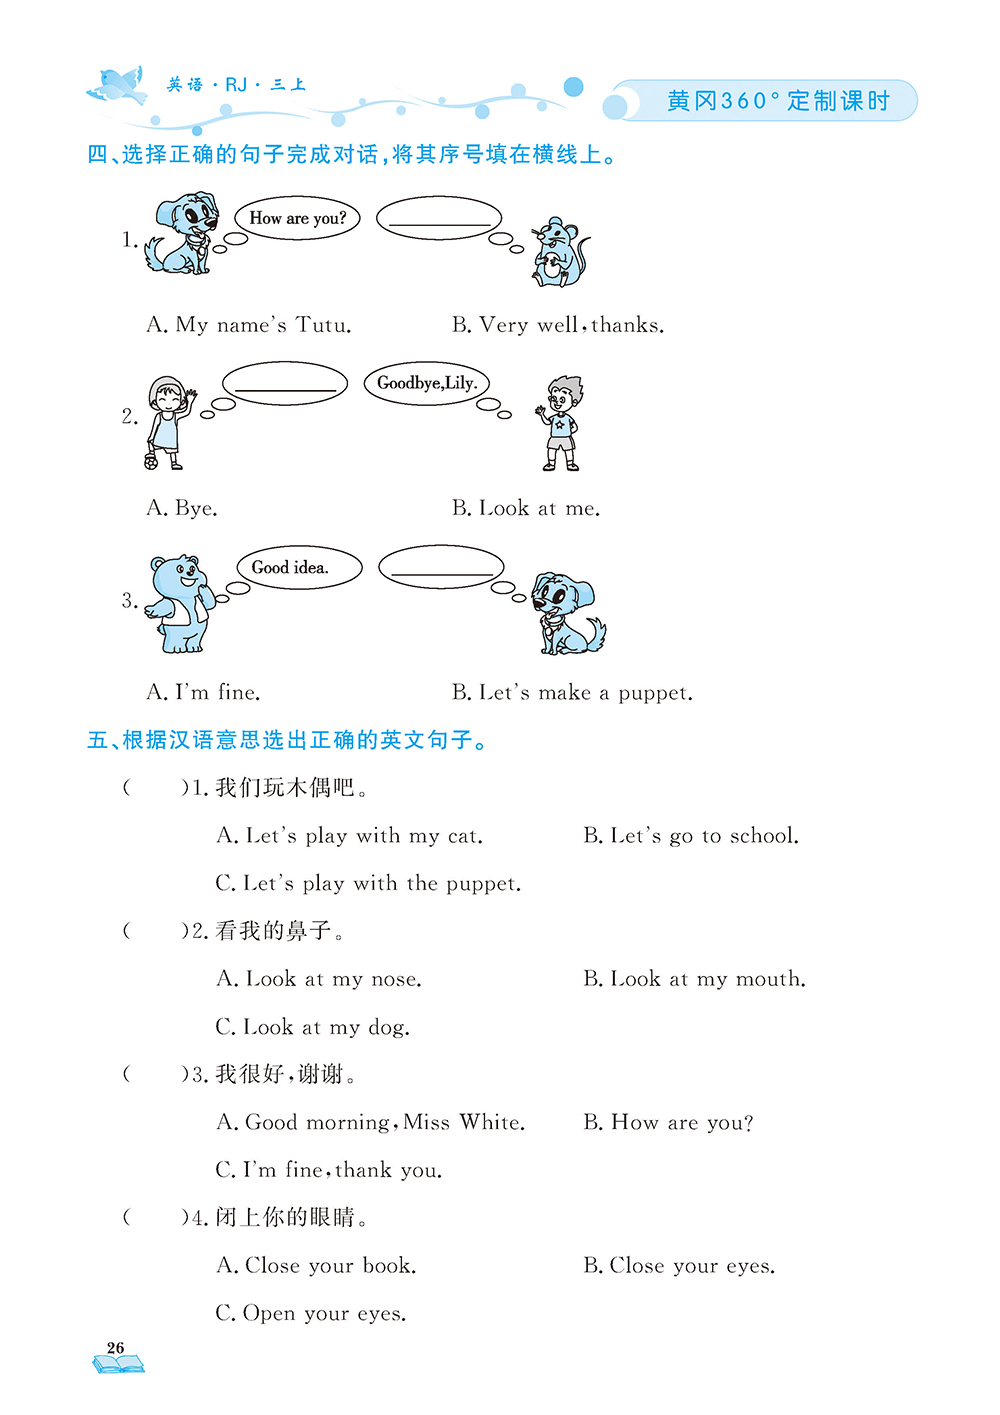 英语·RJ·三上
黄冈360°定制课时
四、选择正确的句子完成对话,将其序号填在横线上。
1. How are you? ________
A. My name's Tutu. B. Very well, thanks.
2. ________ Goodbye, Lily.
A. Bye. B. Look at me.
3. Good idea. ________
A. I'm fine. B. Let's make a puppet.
五、根据汉语意思选出正确的英文句子。
( )1. 我们玩木偶吧。
A. Let's play with my cat. B. Let's go to school.
C. Let's play with the puppet.
( )2. 看我的鼻子。
A. Look at my nose. B. Look at my mouth.
C. Look at my dog.
( )3. 我很好,谢谢。
A. Good morning, Miss White. B. How are you?
C. I'm fine, thank you.
( )4. 闭上你的眼睛。
A. Close your book. B. Close your eyes.
C. Open your eyes.
26